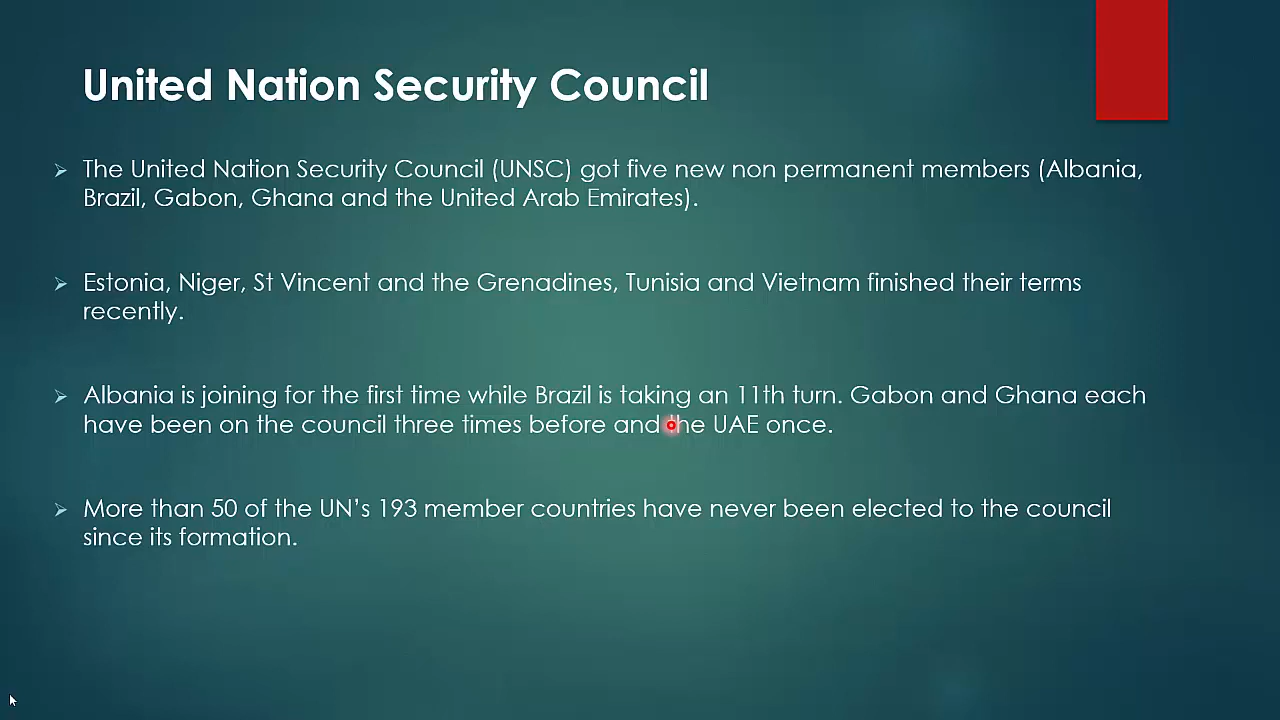 United Nation Security Council
The United Nation Security Council (UNSC) got five new non permanent members (Albania,
Brazil, Gabon, Ghana and the United Arab Emirates).
Estonia, Niger, St Vincent and the Grenadines, Tunisia and Vietnam finished their terms
recently.
Albania is joining for the first time while Brazil is taking an 11th turn. Gabon and Ghana each
have been on the council three times before and the UAE once.
More than 50 of the UN’s 193 member countries have never been elected to the council
since its formation.